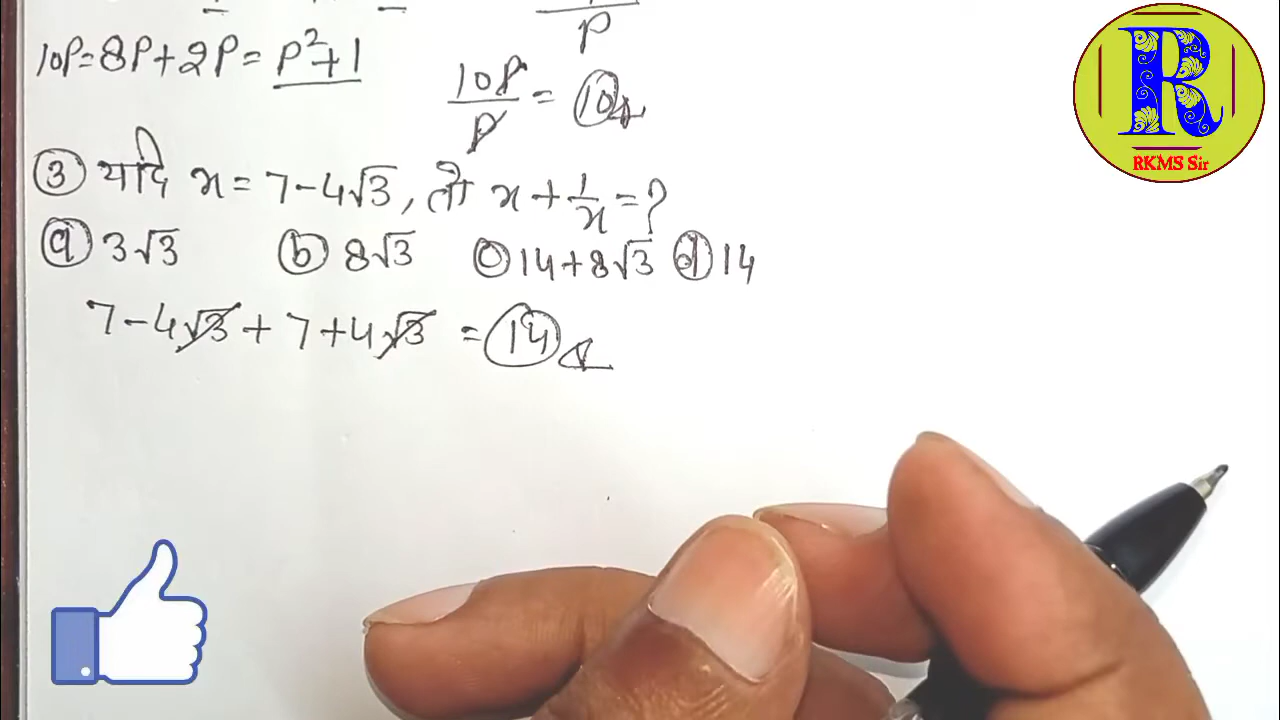 p
10P=8P+2P= p²+1
10p/p = 10
③ यदि x = 7-4√3, तो x + 1/x = ?
ⓐ 3√3 ⓑ 8√3 ⓒ 14+8√3 ⓓ 14
7-4√3 + 7+4√3 = 14
R
RKMS Sir